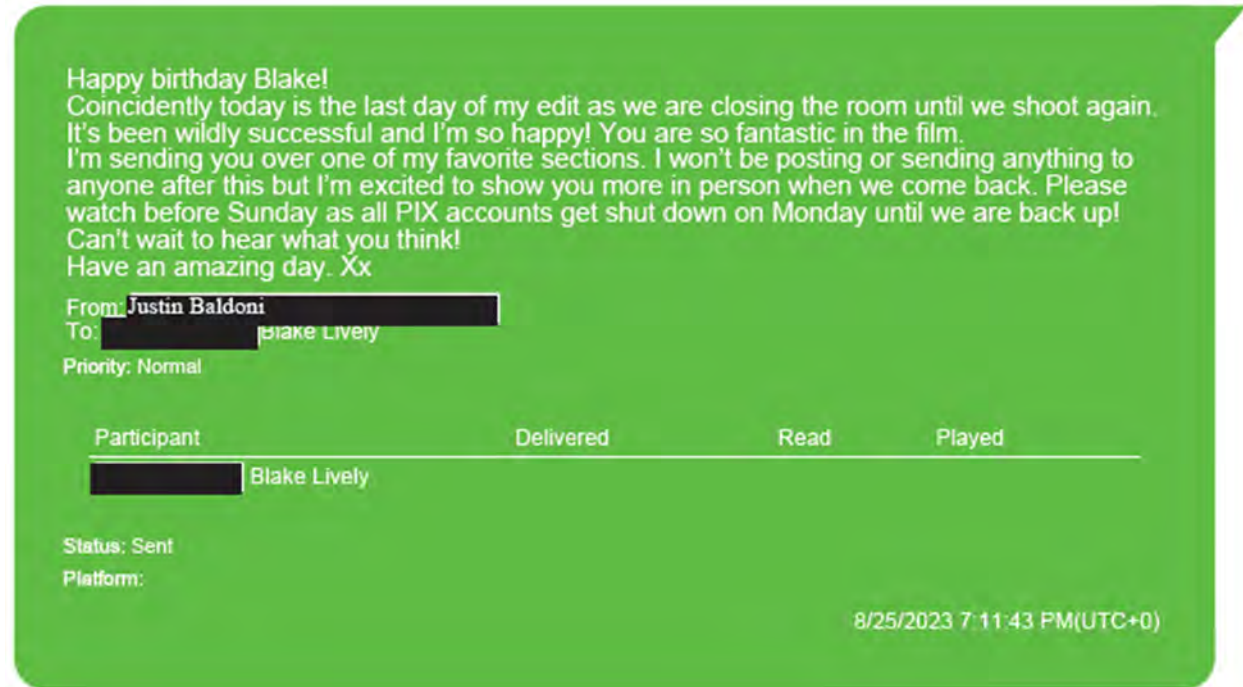 Happy birthday Blake!
Coincidently today is the last day of my edit as we are closing the room until we shoot again.
It's been wildly successful and I'm so happy! You are so fantastic in the film.
I'm sending you over one of my favorite sections. I won't be posting or sending anything to
anyone after this but I'm excited to show you more in person when we come back. Please
watch before Sunday as all PIX accounts get shut down on Monday until we are back up!
Can't wait to hear what you think!
Have an amazing day. Xx
From: Justin Baldoni
To: Blake Lively
Priority: Normal
Participant Delivered Read Played
Blake Lively
Status: Sent
Platform:
8/25/2023 7:11:43 PM(UTC+0)